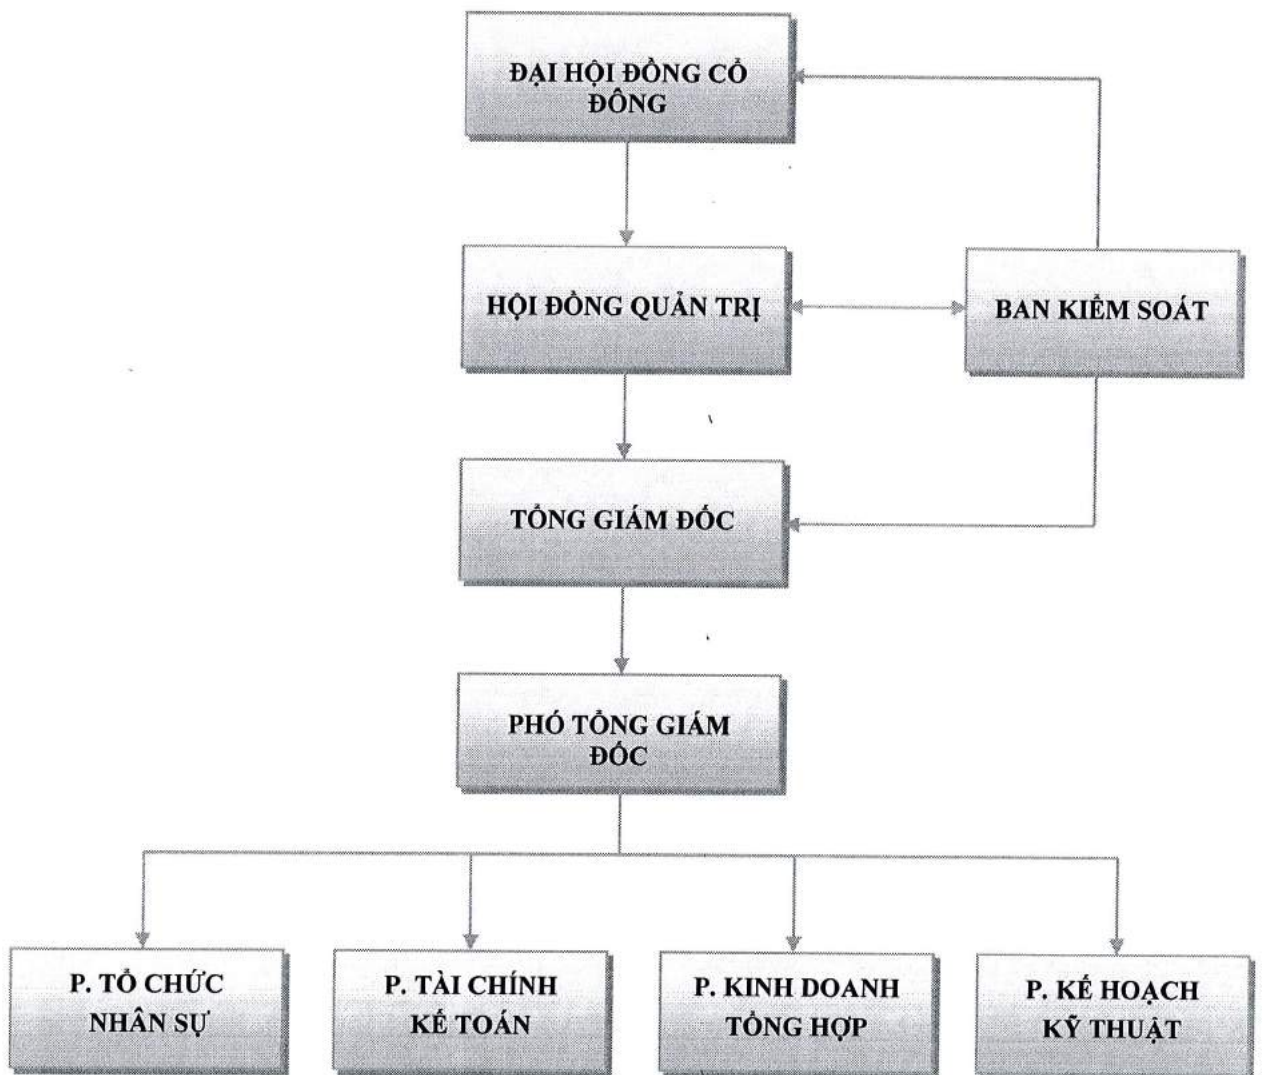 ĐẠI HỘI ĐỒNG CỔ
ĐÔNG
HỘI ĐỒNG QUẢN TRỊ
BAN KIỂM SOÁT
TỔNG GIÁM ĐỐC
PHÓ TỔNG GIÁM
ĐỐC
P. TỔ CHỨC
NHÂN SỰ
P. TÀI CHÍNH
KẾ TOÁN
P. KINH DOANH
TỔNG HỢP
P. KẾ HOẠCH
KỸ THUẬT